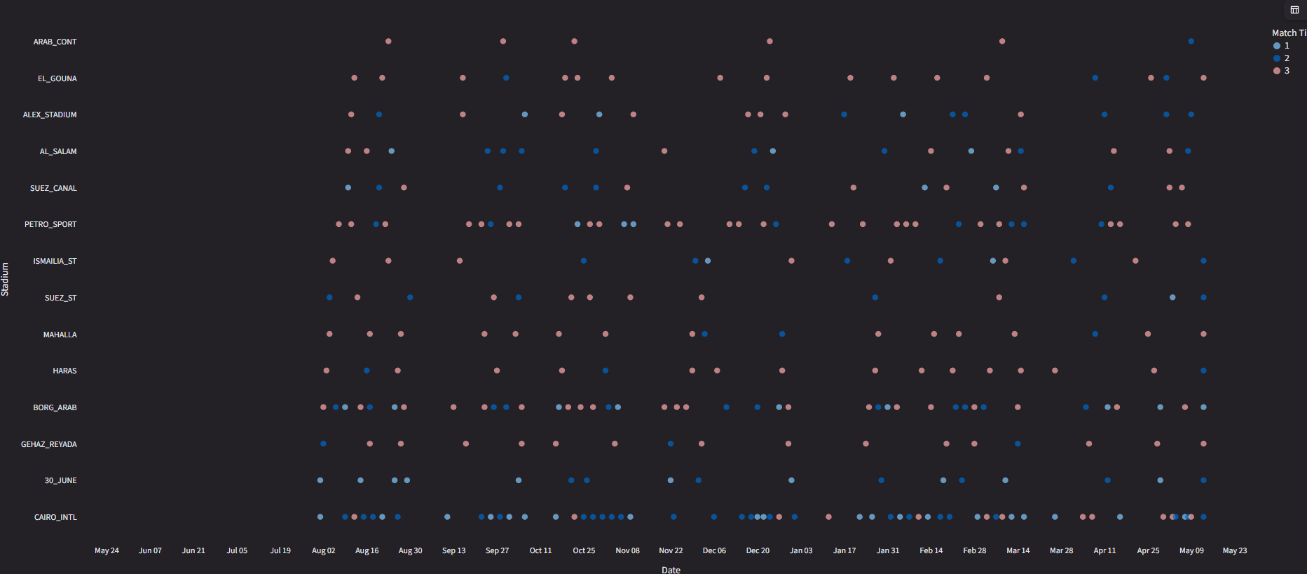 Match Ti
1
2
3
ARAB_CONT
EL_GOUNA
ALEX_STADIUM
AL_SALAM
SUEZ_CANAL
PETRO_SPORT
ISMAILIA_ST
SUEZ_ST
MAHALLA
HARAS
BORG_ARAB
GEHAZ_REYADA
30_JUNE
CAIRO_INTL
Stadium
May 24 Jun 07 Jun 21 Jul 05 Jul 19 Aug 02 Aug 16 Aug 30 Sep 13 Sep 27 Oct 11 Oct 25 Nov 08 Nov 22 Dec 06 Dec 20 Jan 03 Jan 17 Jan 31 Feb 14 Feb 28 Mar 14 Mar 28 Apr 11 Apr 25 May 09 May 23
Date